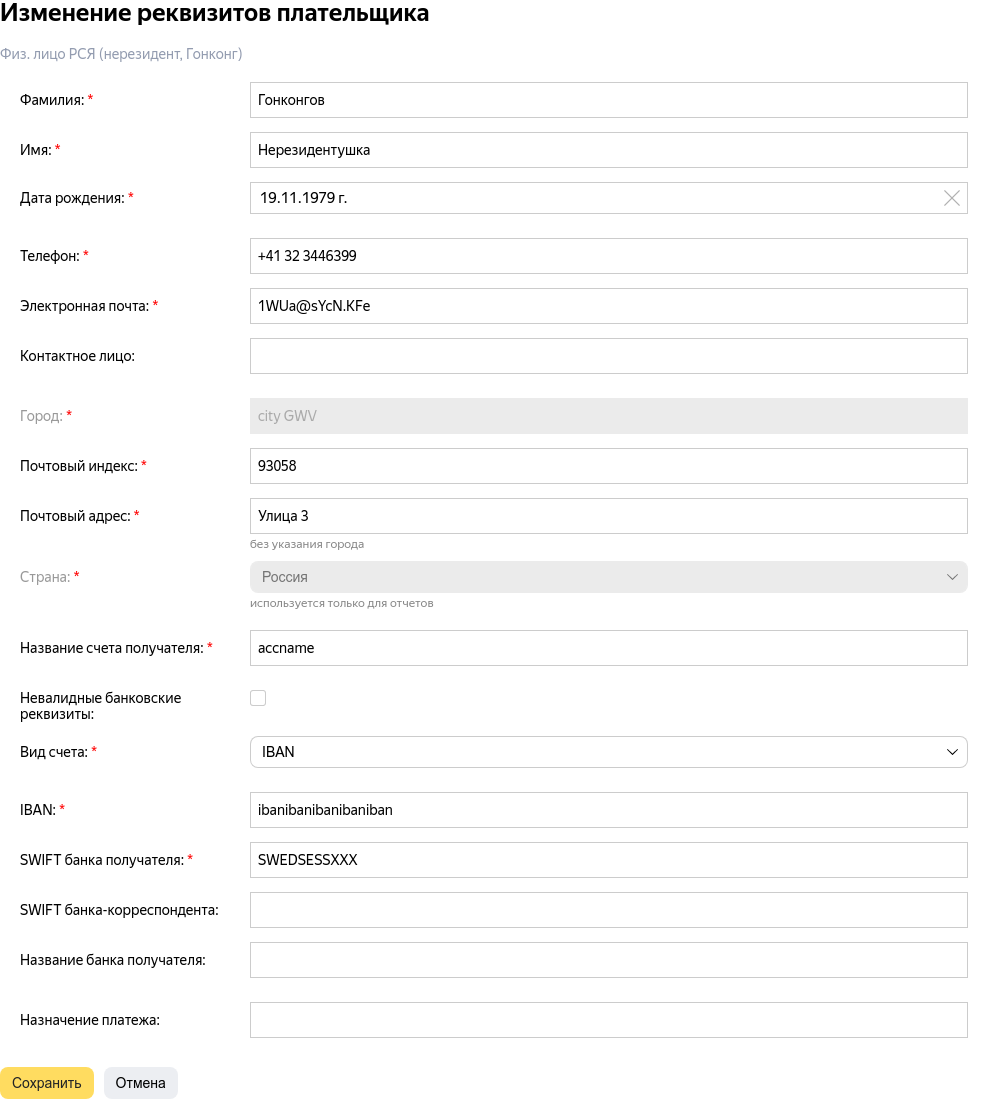 Изменение реквизитов плательщика
Физ. лицо РСЯ (нерезидент, Гонконг)
Фамилия: * Гонконгов
Имя: * Нерезидентушка
Дата рождения: * 19.11.1979 г.
Телефон: * +41 32 3446399
Электронная почта: * 1WUa@sYcN.KFe
Контактное лицо:
Город: * city GWV
Почтовый индекс: * 93058
Почтовый адрес: * Улица 3
без указания города
Страна: * Россия
используется только для отчетов
Название счета получателя: * accname
Невалидные банковские
реквизиты:
Вид счета: * IBAN
IBAN: * ibanibanibanibaniban
SWIFT банка получателя: * SWEDSESSXXX
SWIFT банка-корреспондента:
Название банка получателя:
Назначение платежа:
Сохранить Отмена